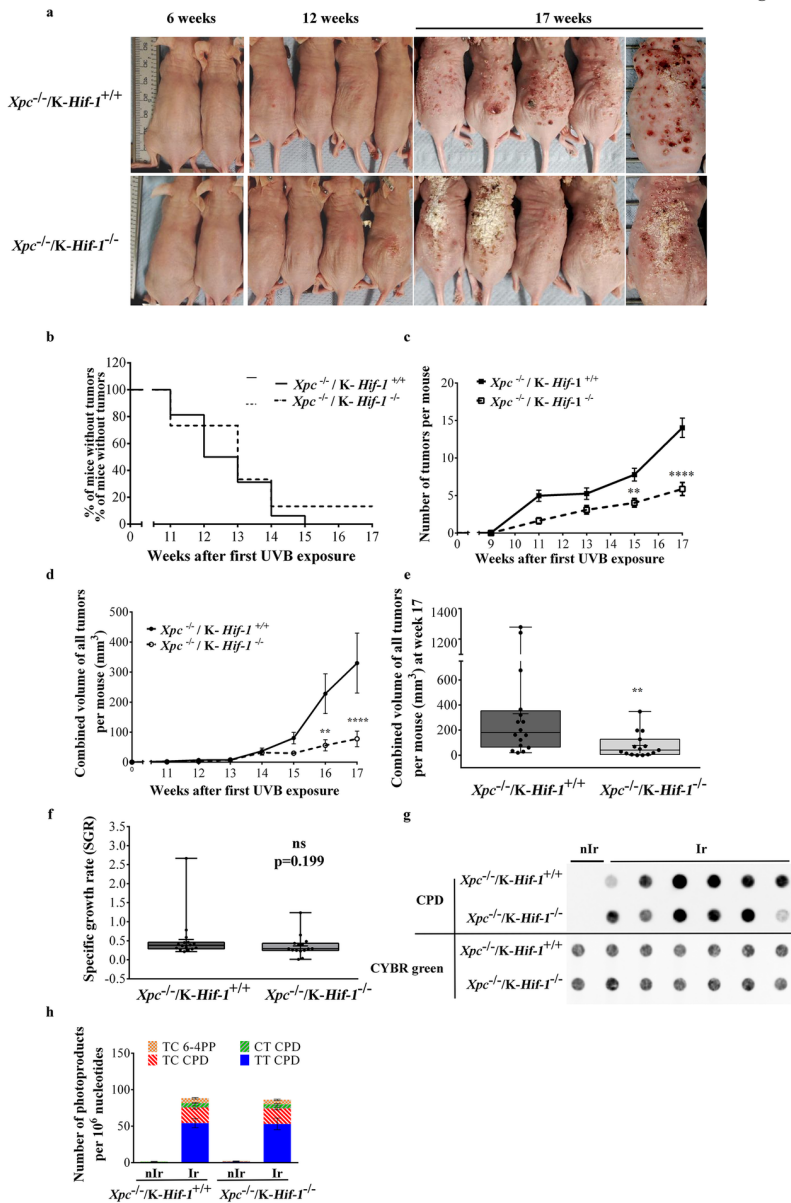 a
6 weeks 12 weeks 17 weeks
Xpc-/-/K-Hif-1+/+
Xpc-/-/K-Hif-1-/-
b
% of mice without tumors
% of mice without tumors
120
100
80
60
40
20
0
Xpc -/- / K- Hif-1 +/+
Xpc -/- / K- Hif-1 -/-
0 11 12 13 14 15 16 17
Weeks after first UVB exposure
c
Number of tumors per mouse
20
15
10
5
0
Xpc -/- / K- Hif-1 +/+
Xpc -/- / K- Hif-1 -/-
**
****
0 9 10 11 12 13 14 15 16 17
Weeks after first UVB exposure
d
Combined volume of all tumors
per mouse (mm3)
500
400
300
200
100
0
Xpc -/- / K- Hif-1 +/+
Xpc -/- / K- Hif-1 -/-
**
****
0 11 12 13 14 15 16 17
Weeks after first UVB exposure
e
Combined volume of all tumors
per mouse (mm3) at week 17
1400
1200
600
400
200
0
**
Xpc-/-/K-Hif-1+/+ Xpc-/-/K-Hif-1-/-
f
Specific growth rate (SGR)
3.5
3.0
2.5
2.0
1.5
1.0
0.5
0.0
-0.5
ns
p=0.199
Xpc-/-/K-Hif-1+/+ Xpc-/-/K-Hif-1-/-
g
nIr Ir
CPD
Xpc-/-/K-Hif-1+/+
Xpc-/-/K-Hif-1-/-
CYBR green
Xpc-/-/K-Hif-1+/+
Xpc-/-/K-Hif-1-/-
h
Number of photoproducts
per 106 nucleotides
150
100
50
0
TC 6-4PP CT CPD
TC CPD TT CPD
nIr Ir nIr Ir
Xpc-/-/K-Hif-1+/+ Xpc-/-/K-Hif-1-/-